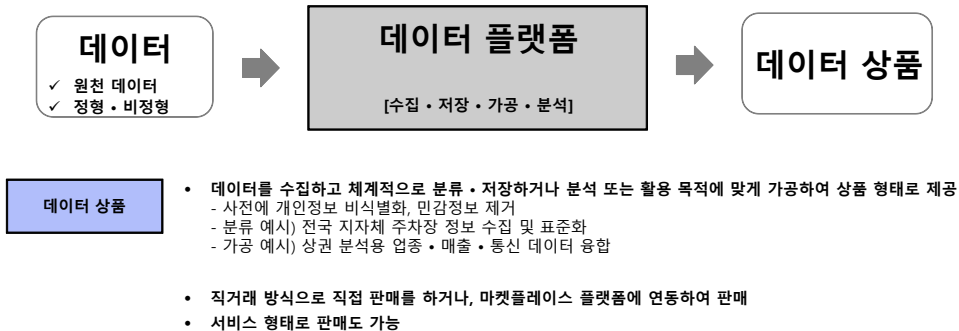 데이터
✓ 원천 데이터
✓ 정형 • 비정형
데이터 플랫폼
[수집 • 저장 • 가공 • 분석]
데이터 상품
데이터 상품
• 데이터를 수집하고 체계적으로 분류 • 저장하거나 분석 또는 활용 목적에 맞게 가공하여 상품 형태로 제공
- 사전에 개인정보 비식별화, 민감정보 제거
- 분류 예시) 전국 지자체 주차장 정보 수집 및 표준화
- 가공 예시) 상권 분석용 업종 • 매출 • 통신 데이터 융합
• 직거래 방식으로 직접 판매를 하거나, 마켓플레이스 플랫폼에 연동하여 판매
• 서비스 형태로 판매도 가능